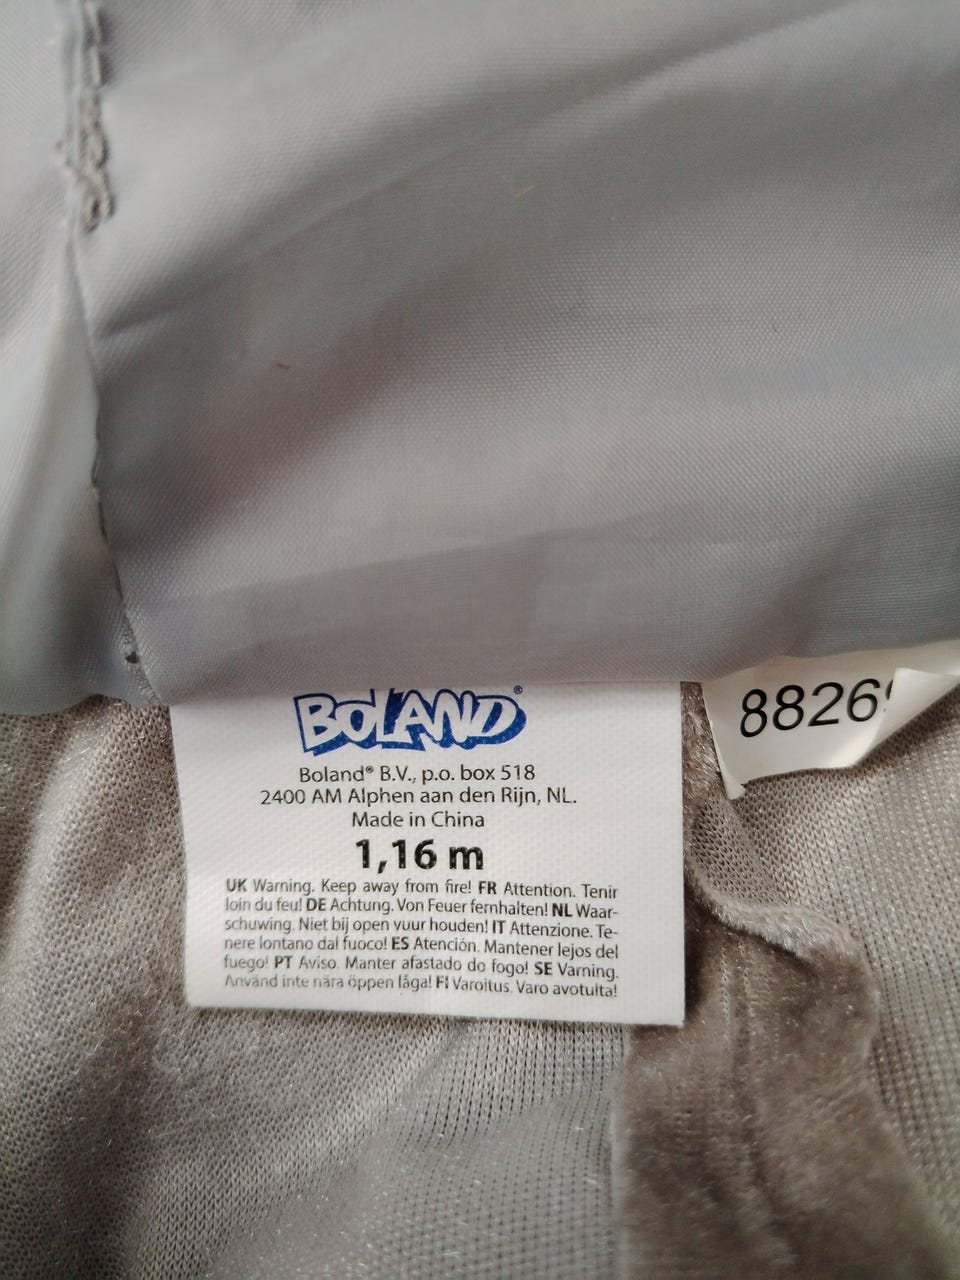 BOLAND®
Boland® B.V., p.o. box 518
2400 AM Alphen aan den Rijn, NL.
Made in China
1,16 m
UK Warning. Keep away from fire! FR Attention. Tenir
loin du feu! DE Achtung. Von Feuer fernhalten! NL Waar-
schuwing. Niet bij open vuur houden! IT Attenzione. Te-
nere lontano dal fuoco! ES Atención. Mantener lejos del
fuego! PT Aviso. Manter afastado do fogo! SE Varning.
Använd inte nära öppen låga! FI Varoitus. Varo avotulta!
88269